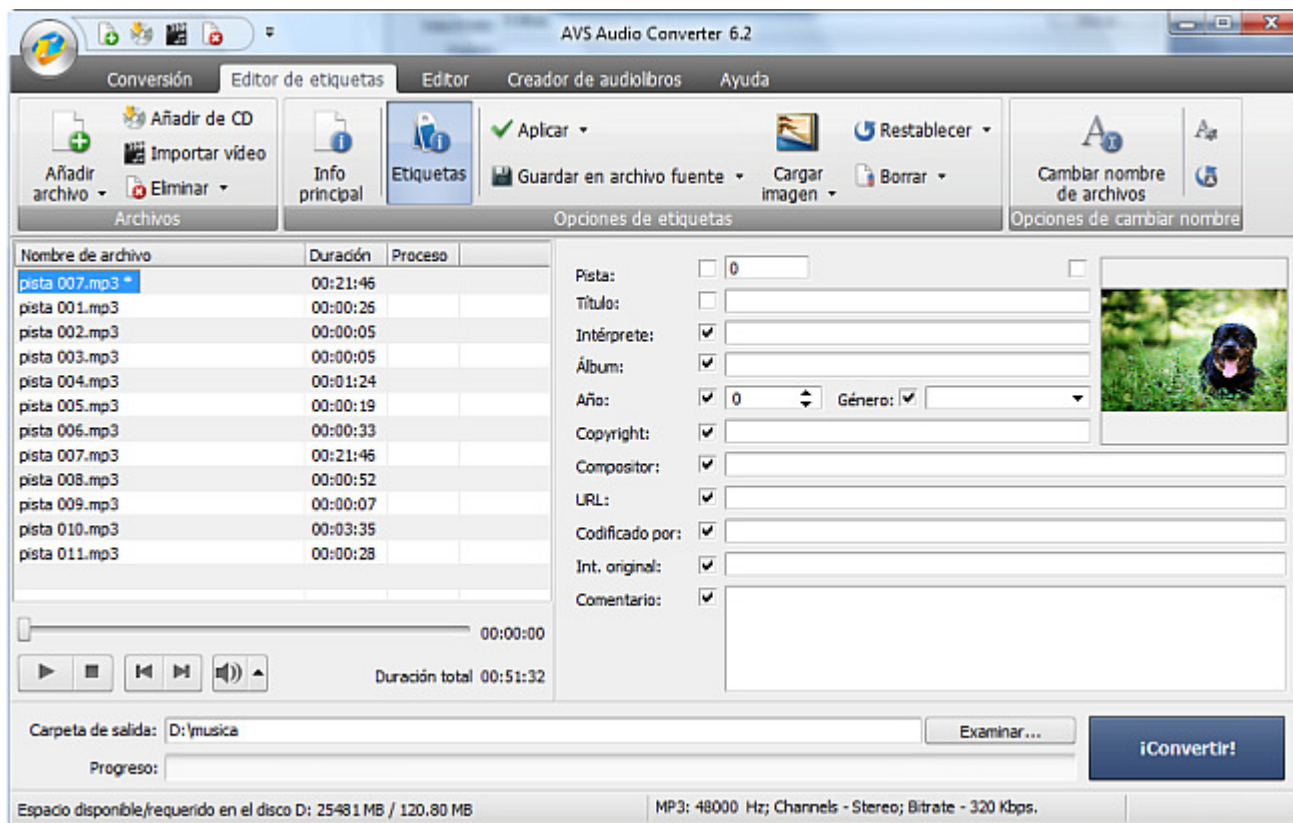 AVS Audio Converter 6.2
Conversión Editor de etiquetas Editor Creador de audiolibros Ayuda
Añadir archivo
Añadir de CD
Importar vídeo
Eliminar
Archivos
Info principal
Etiquetas
Aplicar
Guardar en archivo fuente
Cargar imagen
Restablecer
Borrar
Opciones de etiquetas
Cambiar nombre de archivos
Opciones de cambiar nombre
Nombre de archivo Duración Proceso
pista 007.mp3 * 00:21:46
pista 001.mp3 00:00:26
pista 002.mp3 00:00:05
pista 003.mp3 00:00:05
pista 004.mp3 00:01:24
pista 005.mp3 00:00:19
pista 006.mp3 00:00:33
pista 007.mp3 00:21:46
pista 008.mp3 00:00:52
pista 009.mp3 00:00:07
pista 010.mp3 00:03:35
pista 011.mp3 00:00:28
00:00:00
Duración total 00:51:32
Pista: 0
Título:
Intérprete:
Álbum:
Año: 0 Género:
Copyright:
Compositor:
URL:
Codificado por:
Int. original:
Comentario:
Carpeta de salida: D:\musica Examinar...
Progreso:
¡Convertir!
Espacio disponible/requerido en el disco D: 25481 MB / 120.80 MB
MP3: 48000 Hz; Channels - Stereo; Bitrate - 320 Kbps.